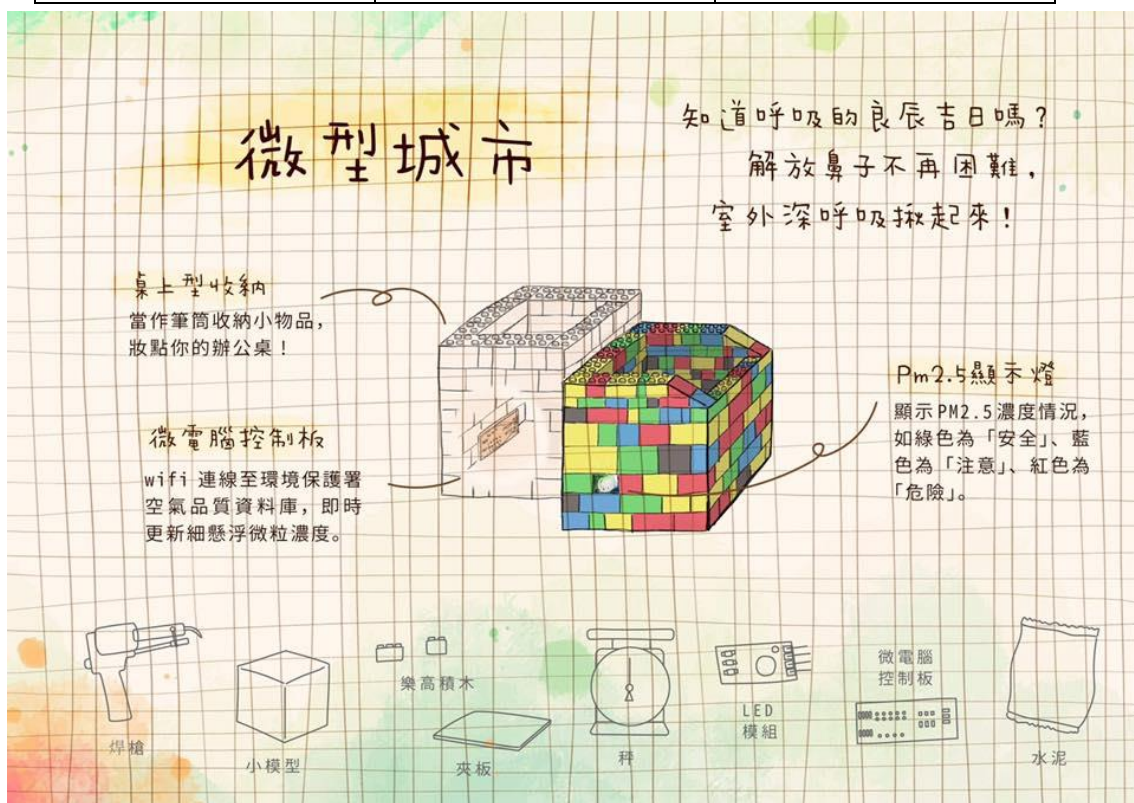 微型城市
知道呼吸的良辰吉日嗎？
解放鼻子不再困難，
室外深呼吸揪起來！
桌上型收納
當作筆筒收納小物品，
妝點你的辦公桌！
微電腦控制板
wifi 連線至環境保護署
空氣品質資料庫，即時
更新細懸浮微粒濃度。
Pm2.5顯示燈
顯示PM2.5濃度情況，
如綠色為「安全」、藍
色為「注意」、紅色為
「危險」。
焊槍
小模型
樂高積木
夾板
秤
LED
模組
微電腦
控制板
水泥